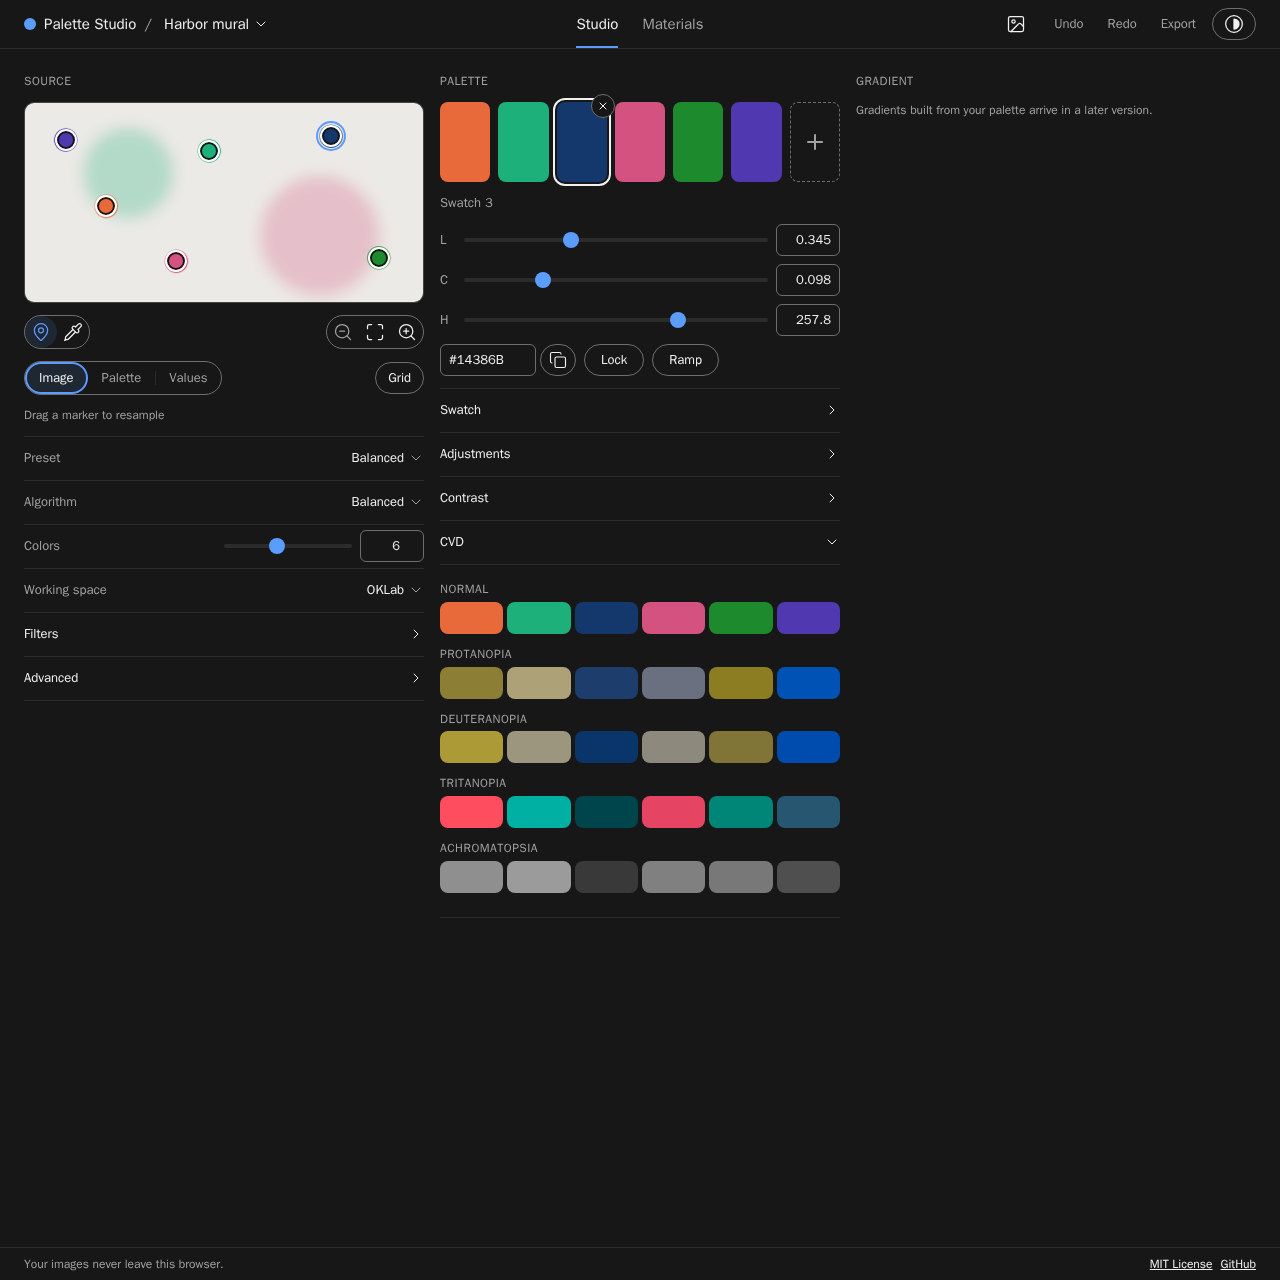 Palette Studio / Harbor mural
Studio Materials
Undo Redo Export
SOURCE
Image Palette Values Grid
Drag a marker to resample
Preset Balanced
Algorithm Balanced
Colors 6
Working space OKLab
Filters
Advanced
PALETTE
Swatch 3
L 0.345
C 0.098
H 257.8
#14386B Lock Ramp
Swatch
Adjustments
Contrast
CVD
NORMAL
PROTANOPIA
DEUTERANOPIA
TRITANOPIA
ACHROMATOPSIA
GRADIENT
Gradients built from your palette arrive in a later version.
Your images never leave this browser.
MIT License GitHub